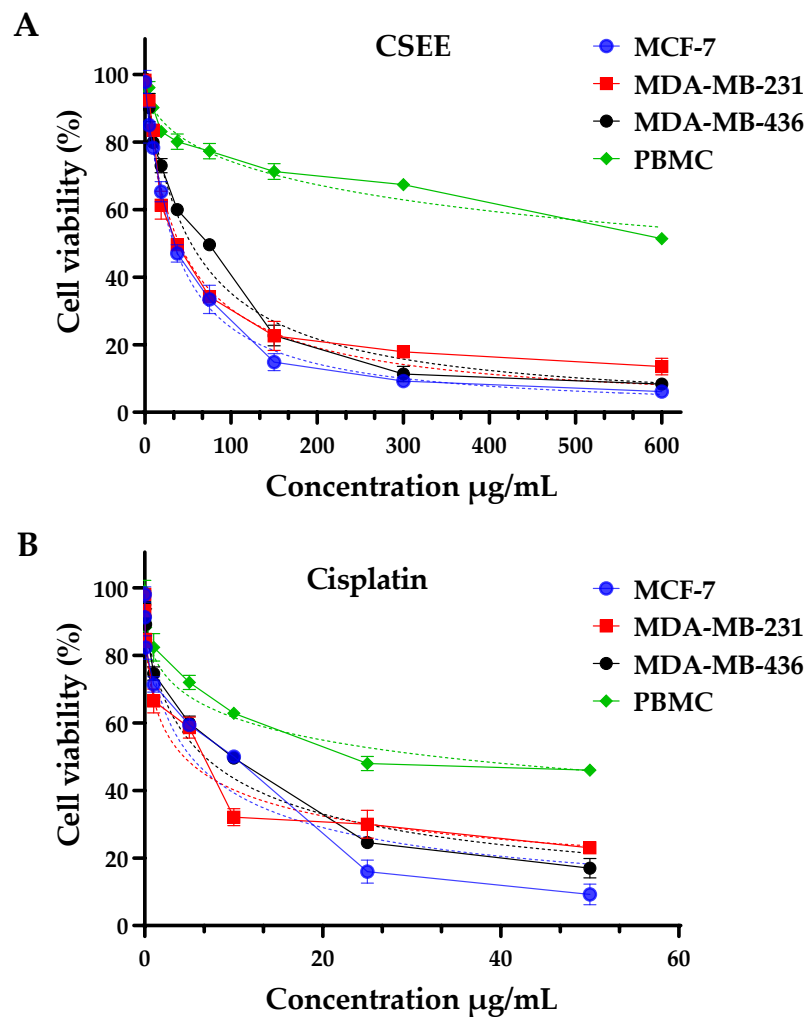 A
CSEE
MCF-7
MDA-MB-231
MDA-MB-436
PBMC
Cell viability (%)
100
80
60
40
20
0
0 100 200 300 400 500 600
Concentration µg/mL
B
Cisplatin
MCF-7
MDA-MB-231
MDA-MB-436
PBMC
Cell viability (%)
100
80
60
40
20
0
0 20 40 60
Concentration µg/mL